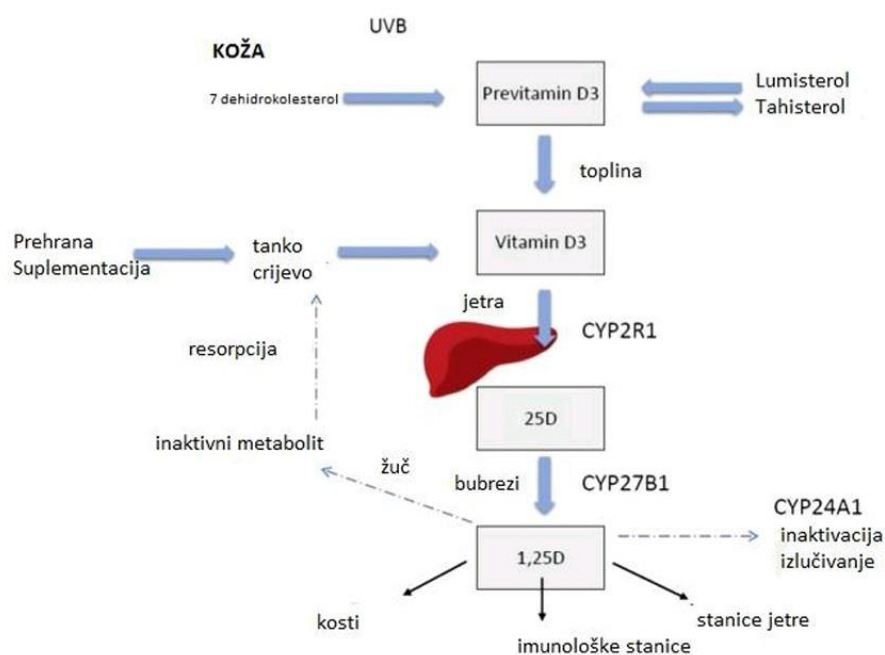 UVB
KOŽA
7 dehidrokolesterol
Previtamin D3
Lumisterol
Tahisterol
toplina
Prehrana
Suplementacija
tanko
crijevo
Vitamin D3
jetra
CYP2R1
resorpcija
25D
inaktivni metabolit
žuč
bubrezi
CYP27B1
CYP24A1
inaktivacija
izlučivanje
1,25D
kosti
imunološke stanice
stanice jetre